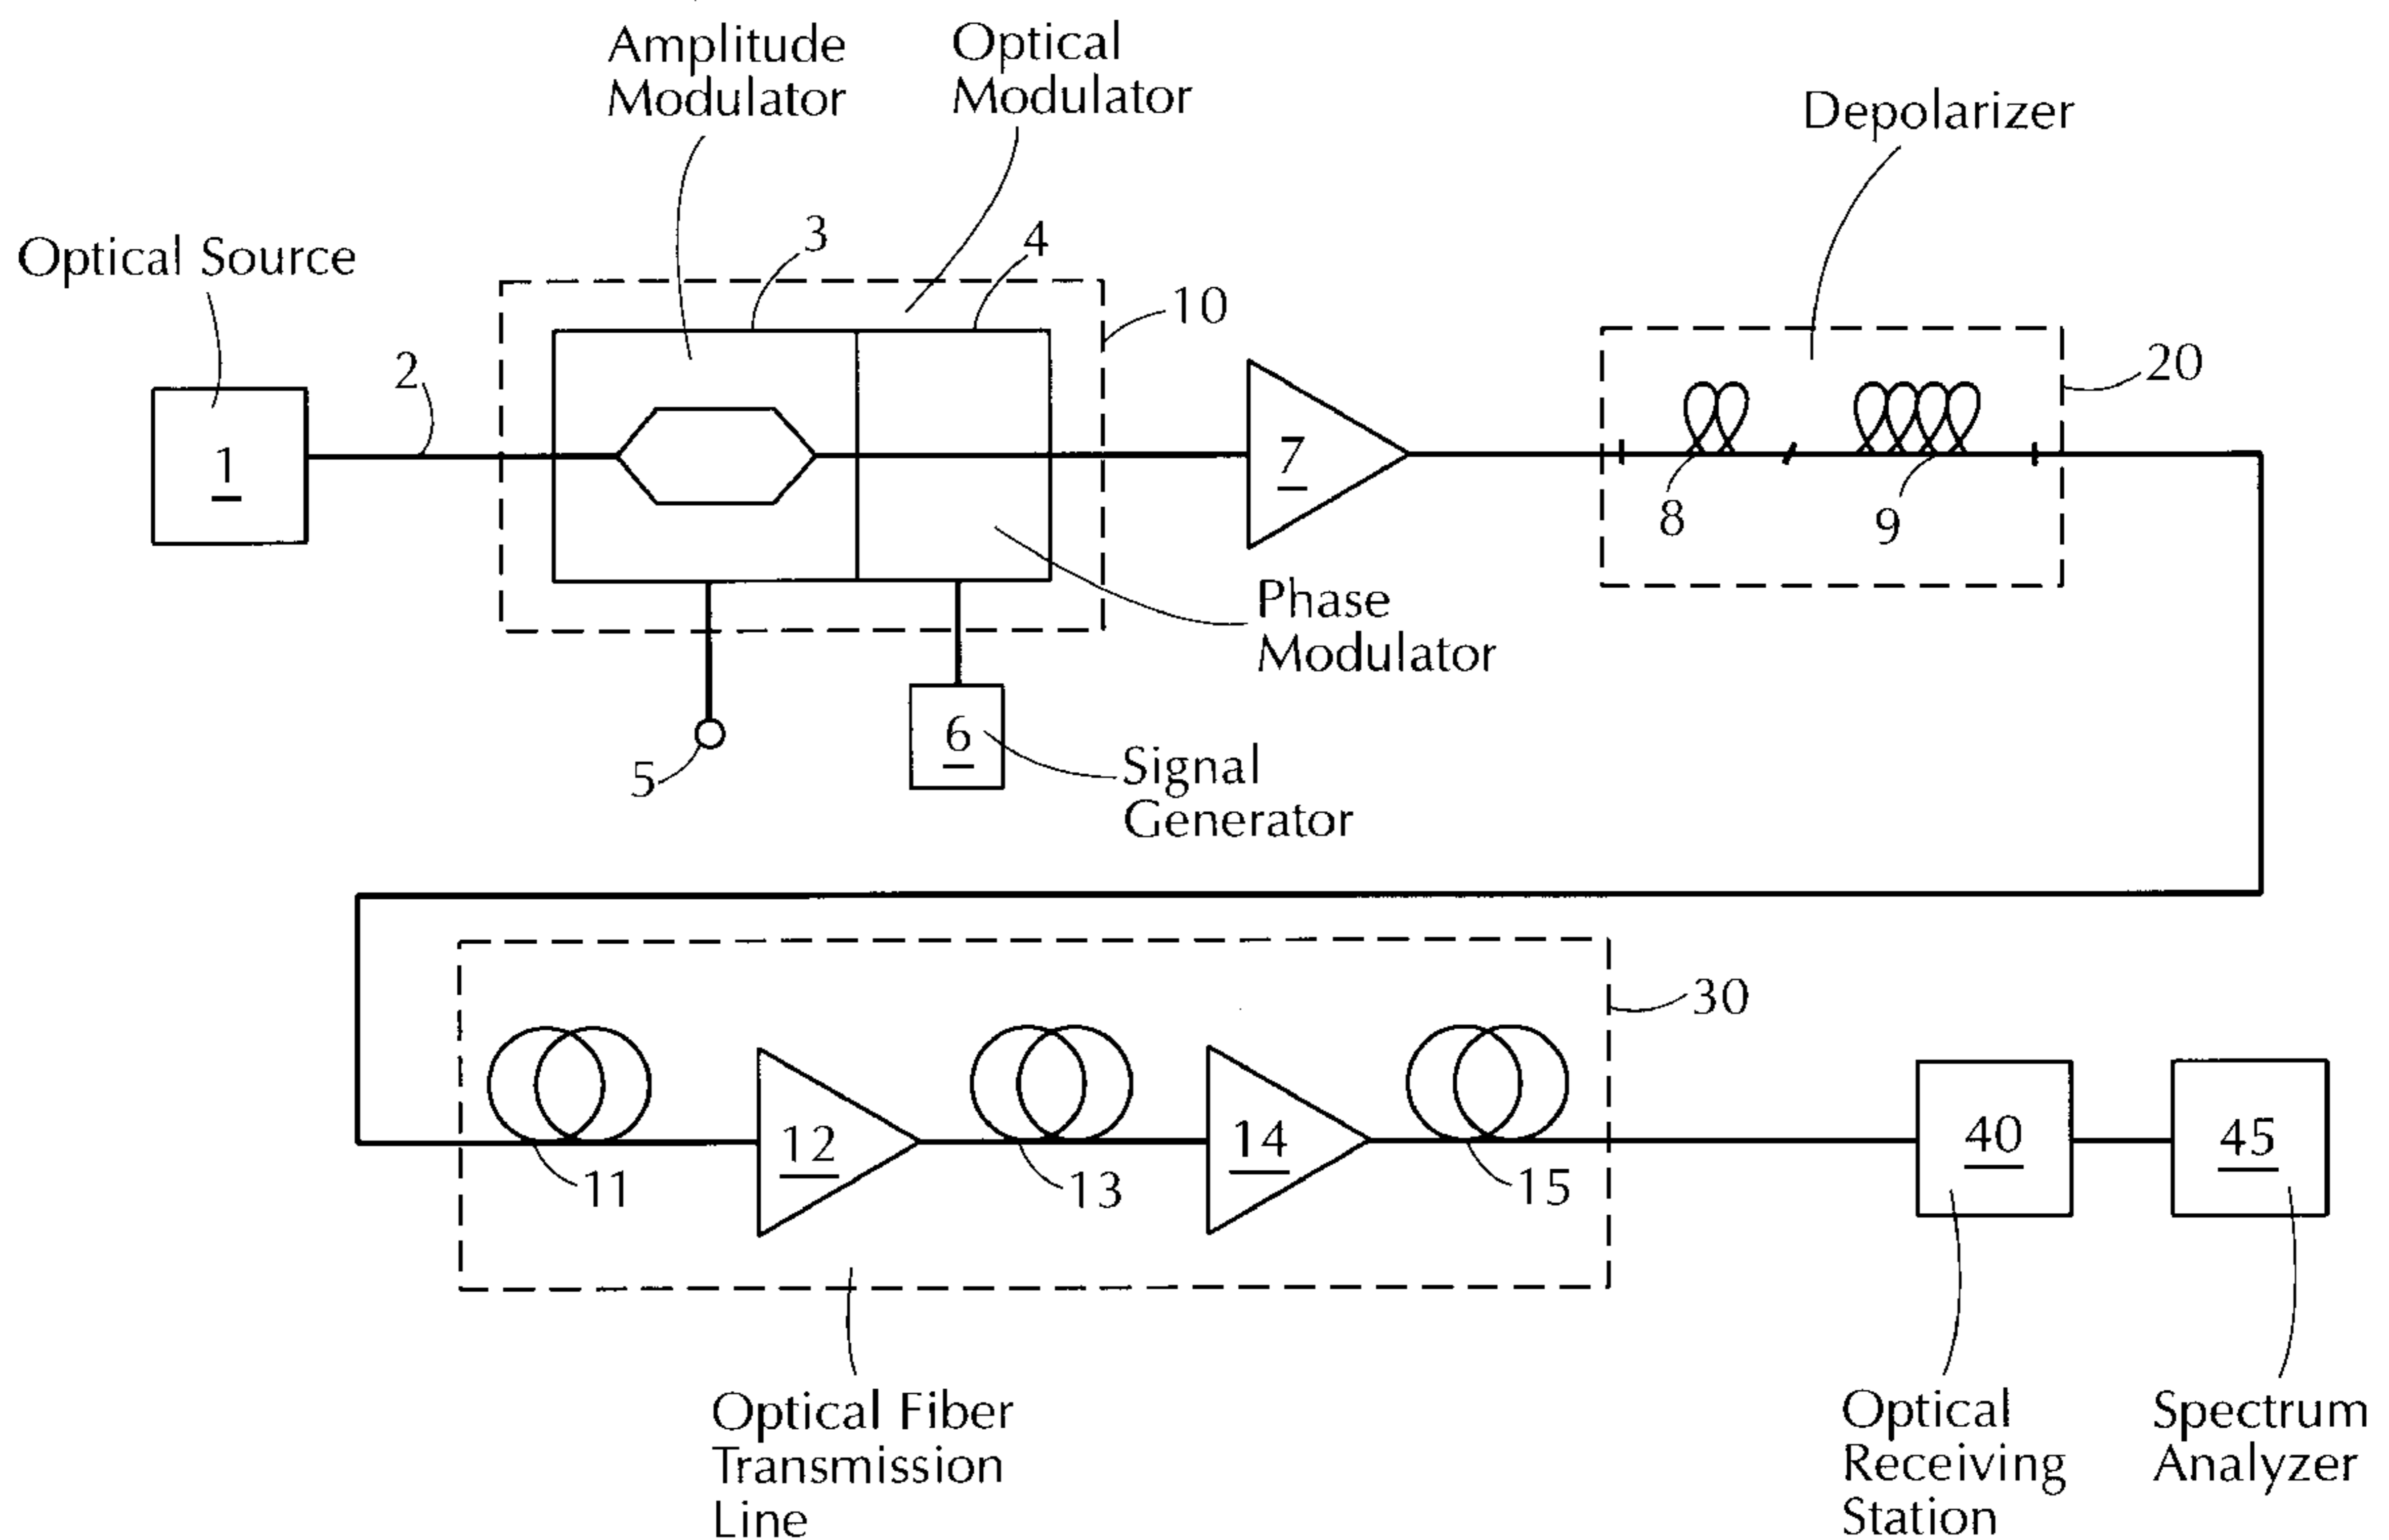 Amplitude
Modulator
Optical
Modulator
Depolarizer
Optical Source
3
4
10
2
20
1
7
8
9
Phase
Modulator
6
5
Signal
Generator
30
11
12
13
14
15
40
45
Optical Fiber
Transmission
Line
Optical
Receiving
Station
Spectrum
Analyzer